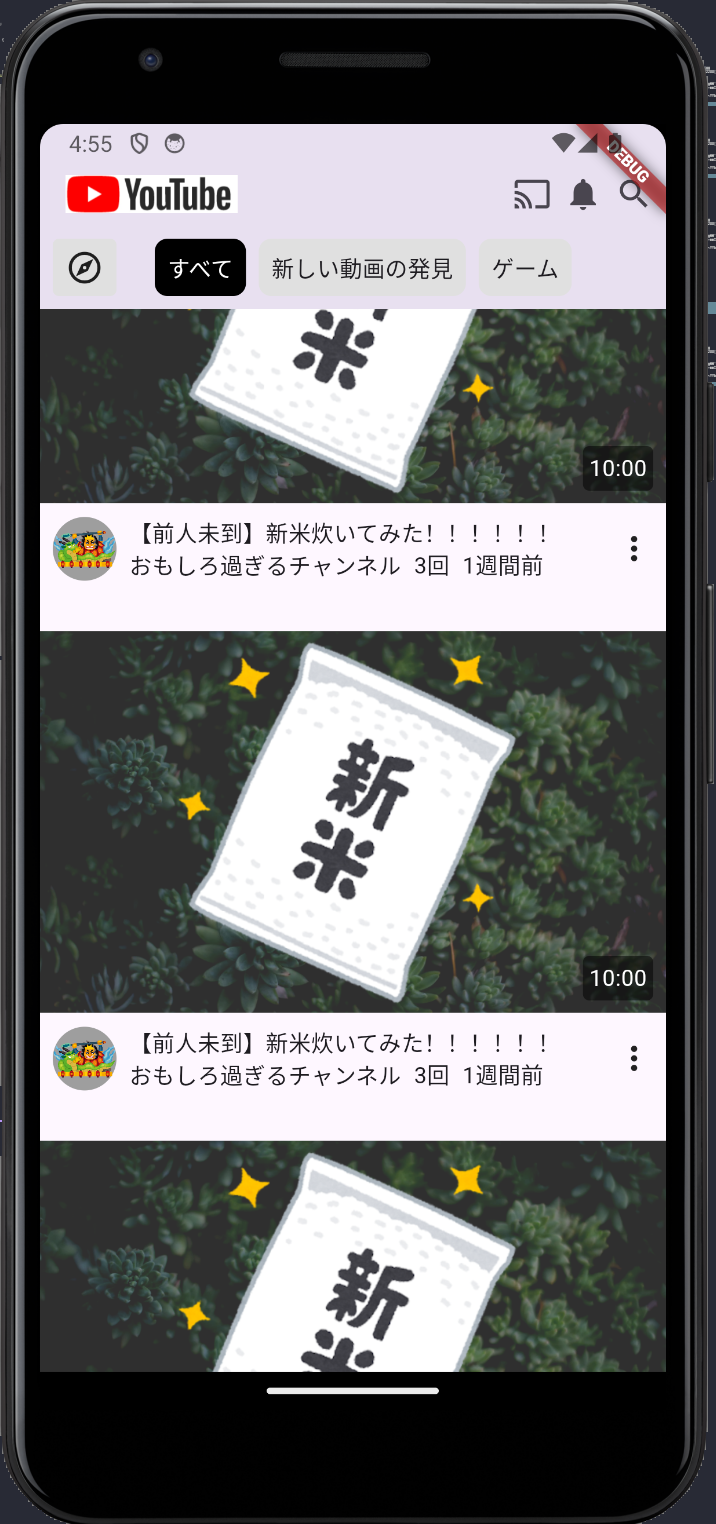 4:55
DEBUG
YouTube
すべて
新しい動画の発見
ゲーム
米
10:00
【前人未到】新米炊いてみた！！！！！！
おもしろ過ぎるチャンネル 3回 1週間前
新米
10:00
【前人未到】新米炊いてみた！！！！！！
おもしろ過ぎるチャンネル 3回 1週間前
新米